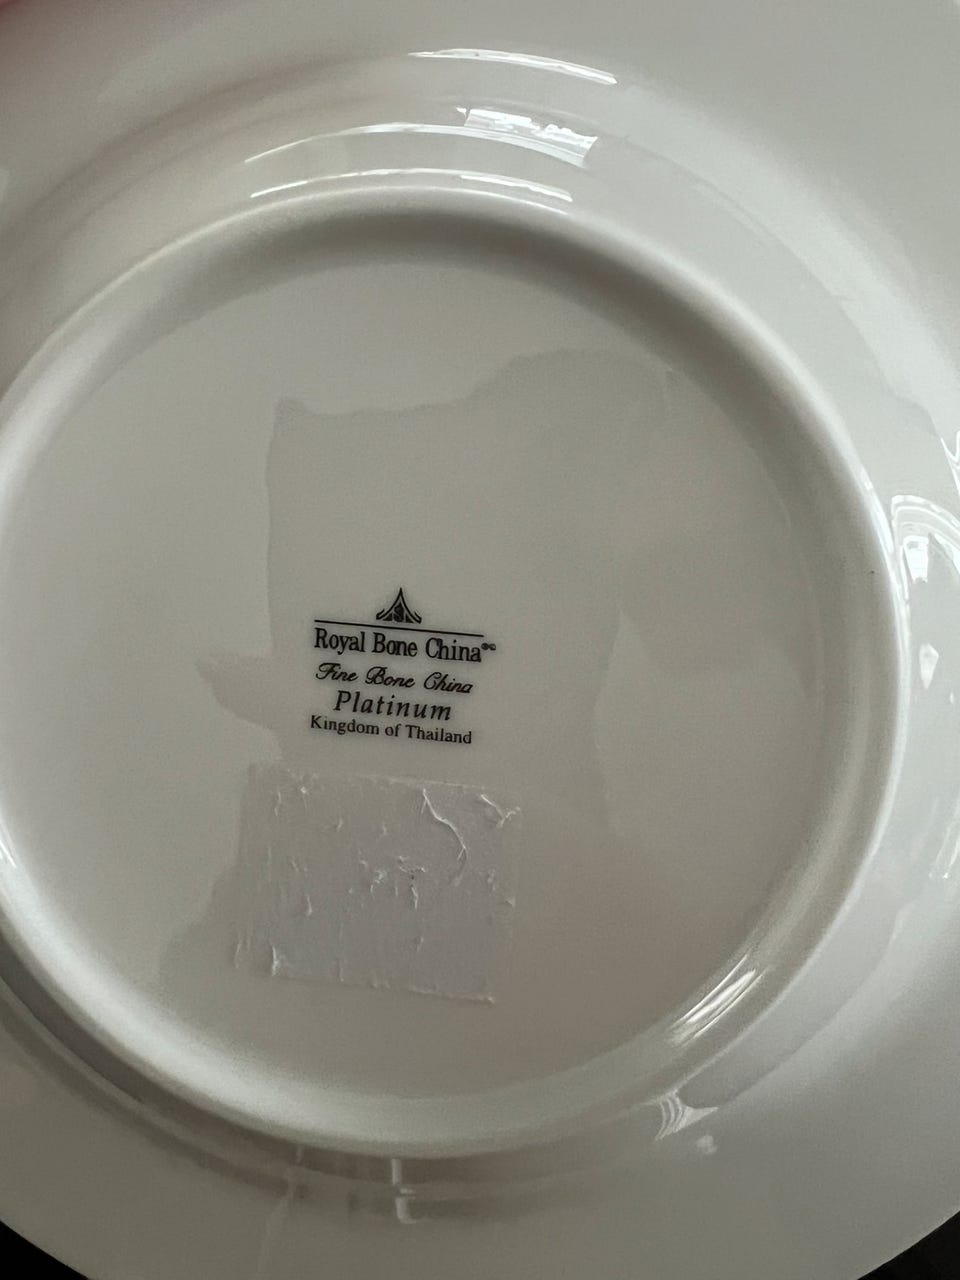 Royal Bone China
Fine Bone China
Platinum
Kingdom of Thailand